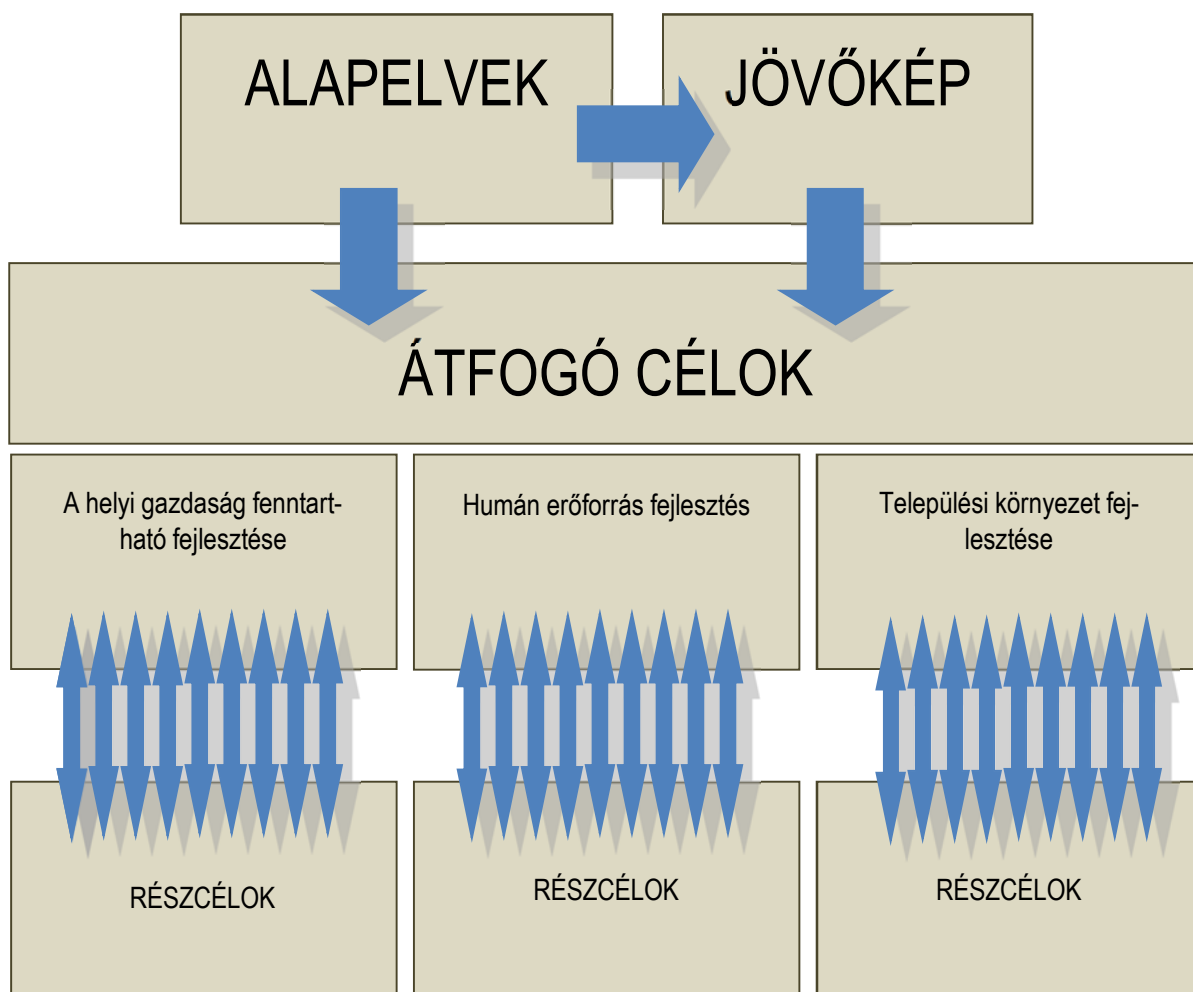 ALAPELVEK
JÖVŐKÉP
ÁTFOGÓ CÉLOK
A helyi gazdaság fenntart-
ható fejlesztése
Humán erőforrás fejlesztés
Települési környezet fej-
lesztése
RÉSZCÉLOK
RÉSZCÉLOK
RÉSZCÉLOK